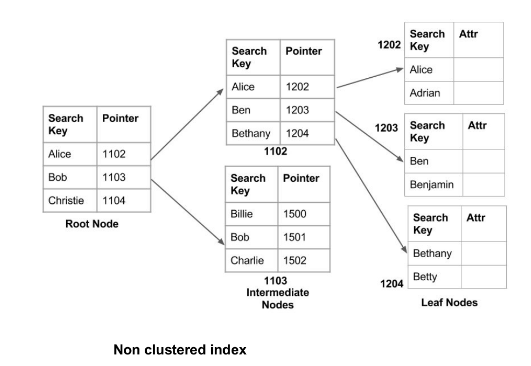 Search Key Pointer
Alice 1102
Bob 1103
Christie 1104
Root Node
Search Key Pointer
Alice 1202
Ben 1203
Bethany 1204
1102
Search Key Pointer
Billie 1500
Bob 1501
Charlie 1502
1103
Intermediate
Nodes
1202
Search Key Attr
Alice
Adrian
1203
Search Key Attr
Ben
Benjamin
1204
Search Key Attr
Bethany
Betty
Leaf Nodes
Non clustered index